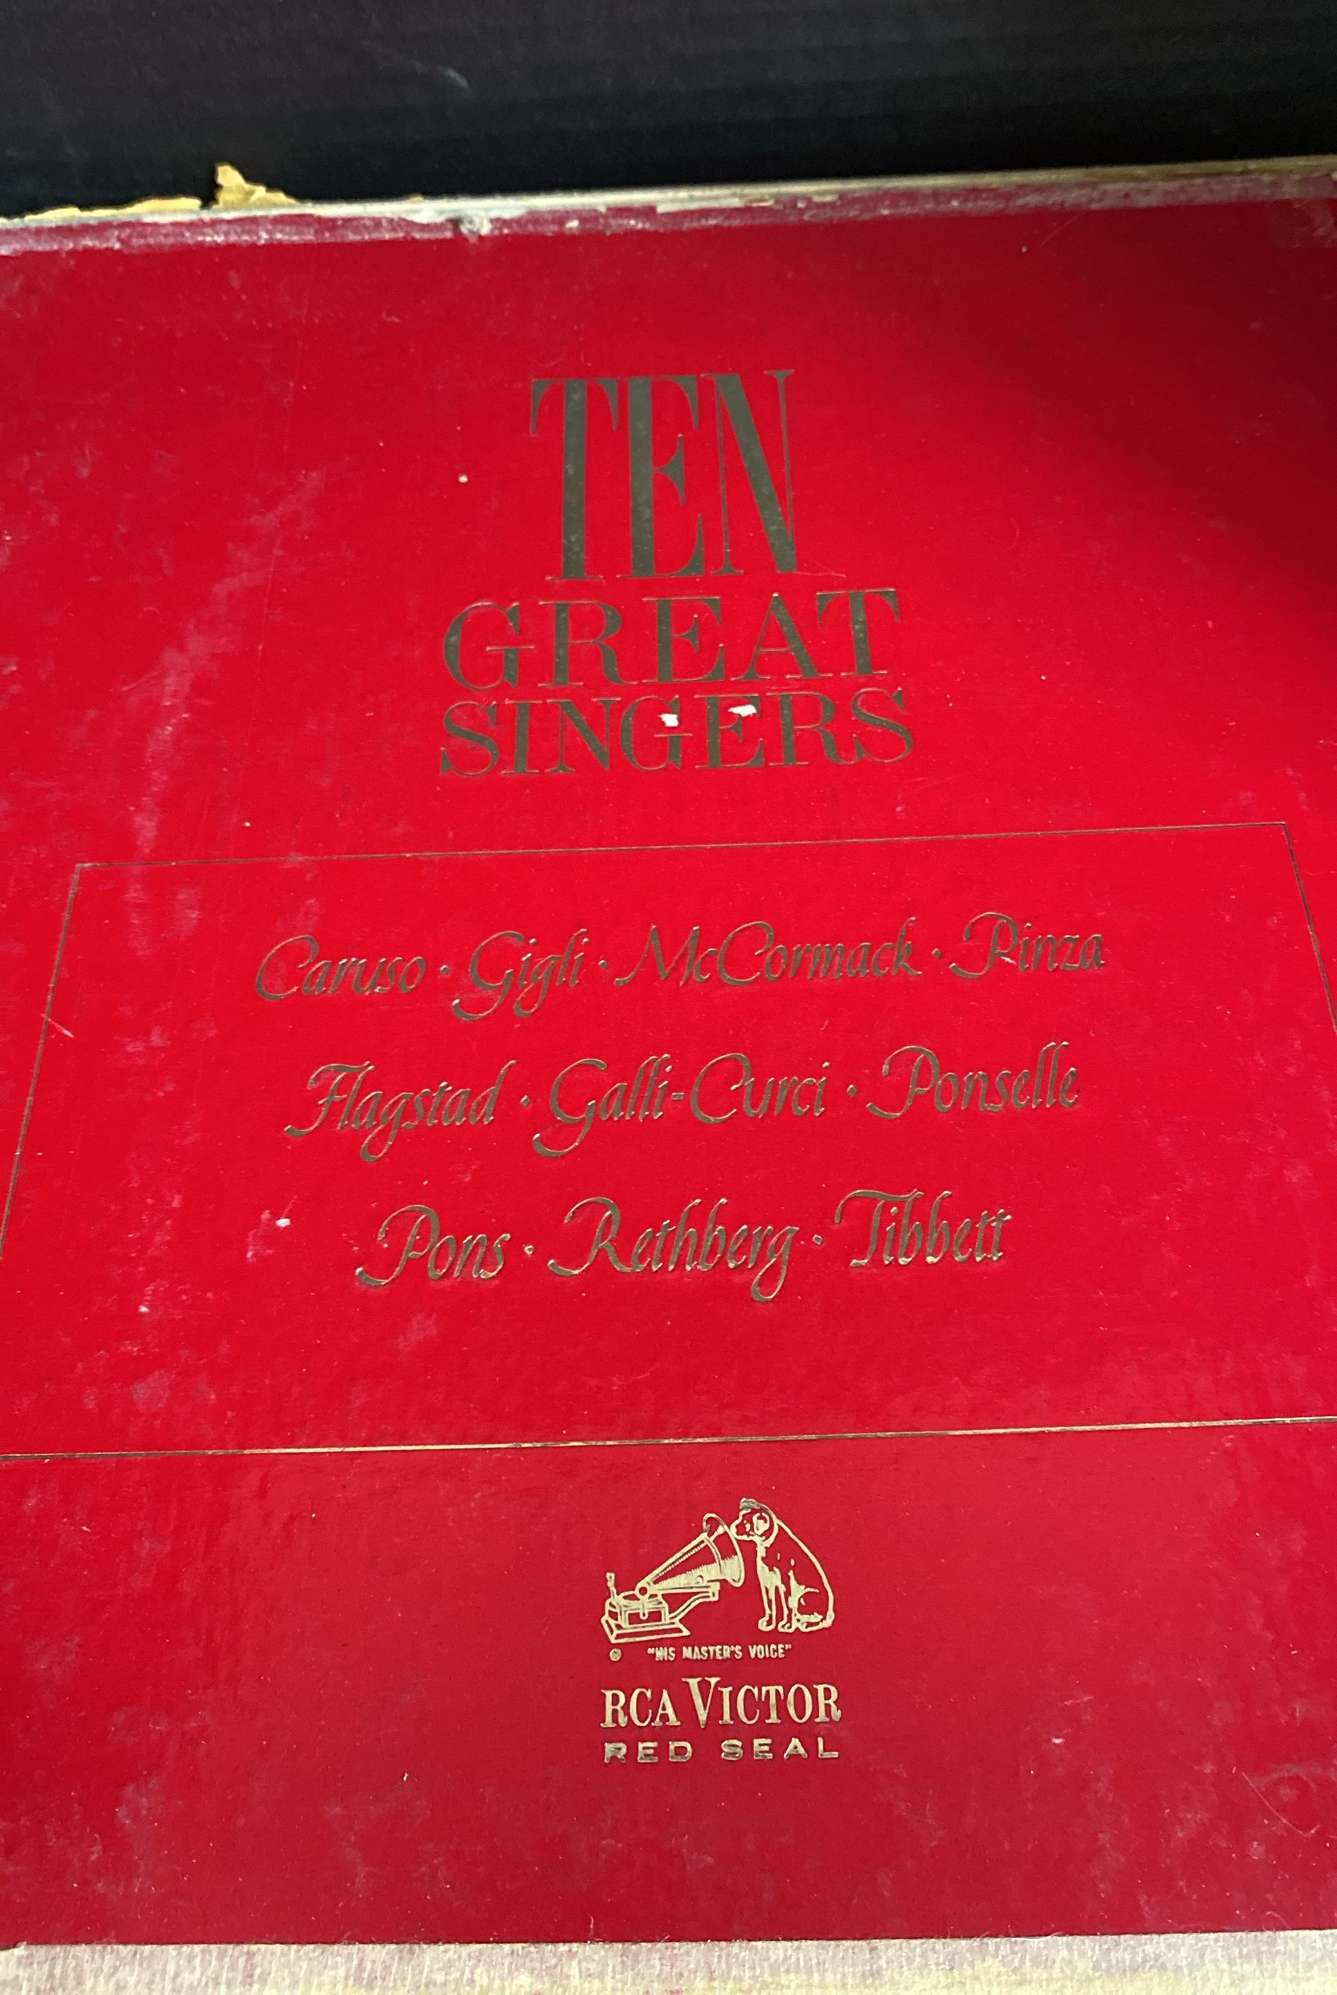 TEN
GREAT
SINGERS
Caruso · Gigli · McCormack · Pinza
Flagstad · Galli-Curci · Ponselle
Pons · Rethberg · Tibbett
® "HIS MASTER'S VOICE"
RCA VICTOR
RED SEAL